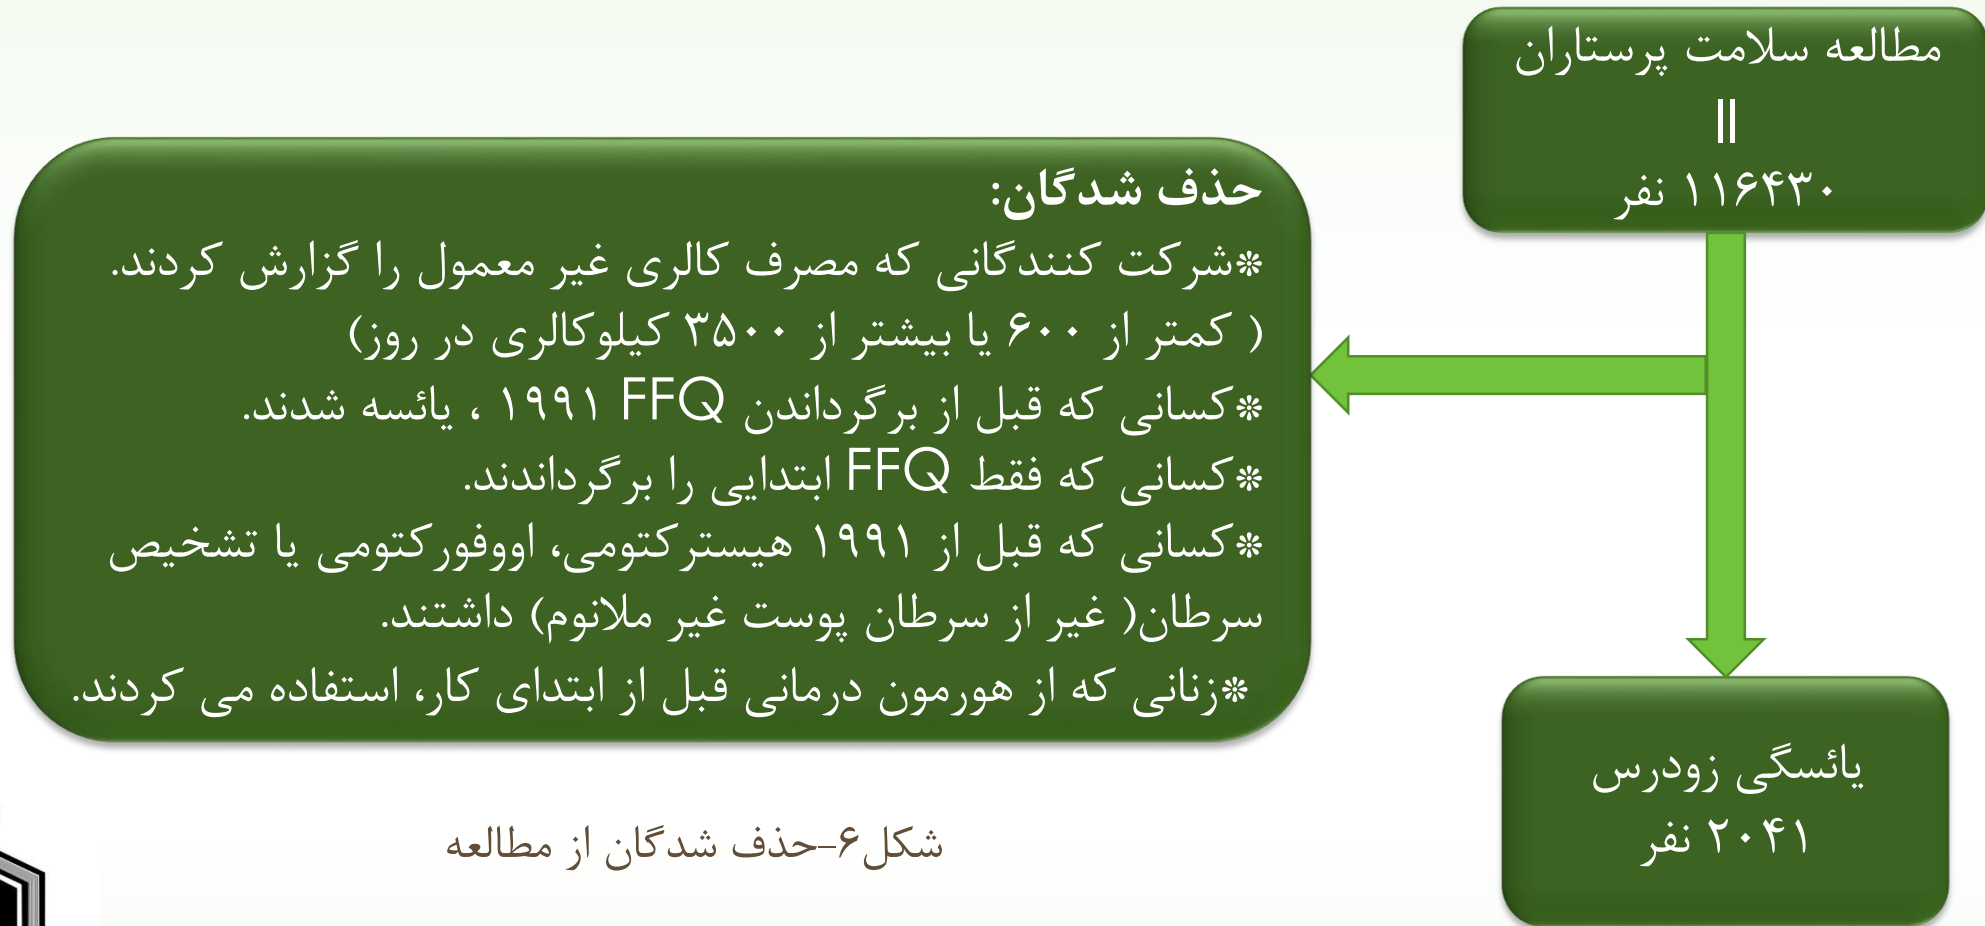 مطالعه سلامت پرستاران
II
۱۱۶۴۳۰ نفر
حذف شدگان:
❊شرکت کنندگانی که مصرف کالری غیر معمول را گزارش کردند.
( کمتر از ۶۰۰ یا بیشتر از ۳۵۰۰ کیلوکالری در روز)
❊کسانی که قبل از برگرداندن FFQ ۱۹۹۱ ، یائسه شدند.
❊کسانی که فقط FFQ ابتدایی را برگرداندند.
❊کسانی که قبل از ۱۹۹۱ هیسترکتومی، اووفورکتومی یا تشخیص
سرطان( غیر از سرطان پوست غیر ملانوم) داشتند.
❊زنانی که از هورمون درمانی قبل از ابتدای کار، استفاده می کردند.
یائسگی زودرس
۲۰۴۱ نفر
شکل۶-حذف شدگان از مطالعه